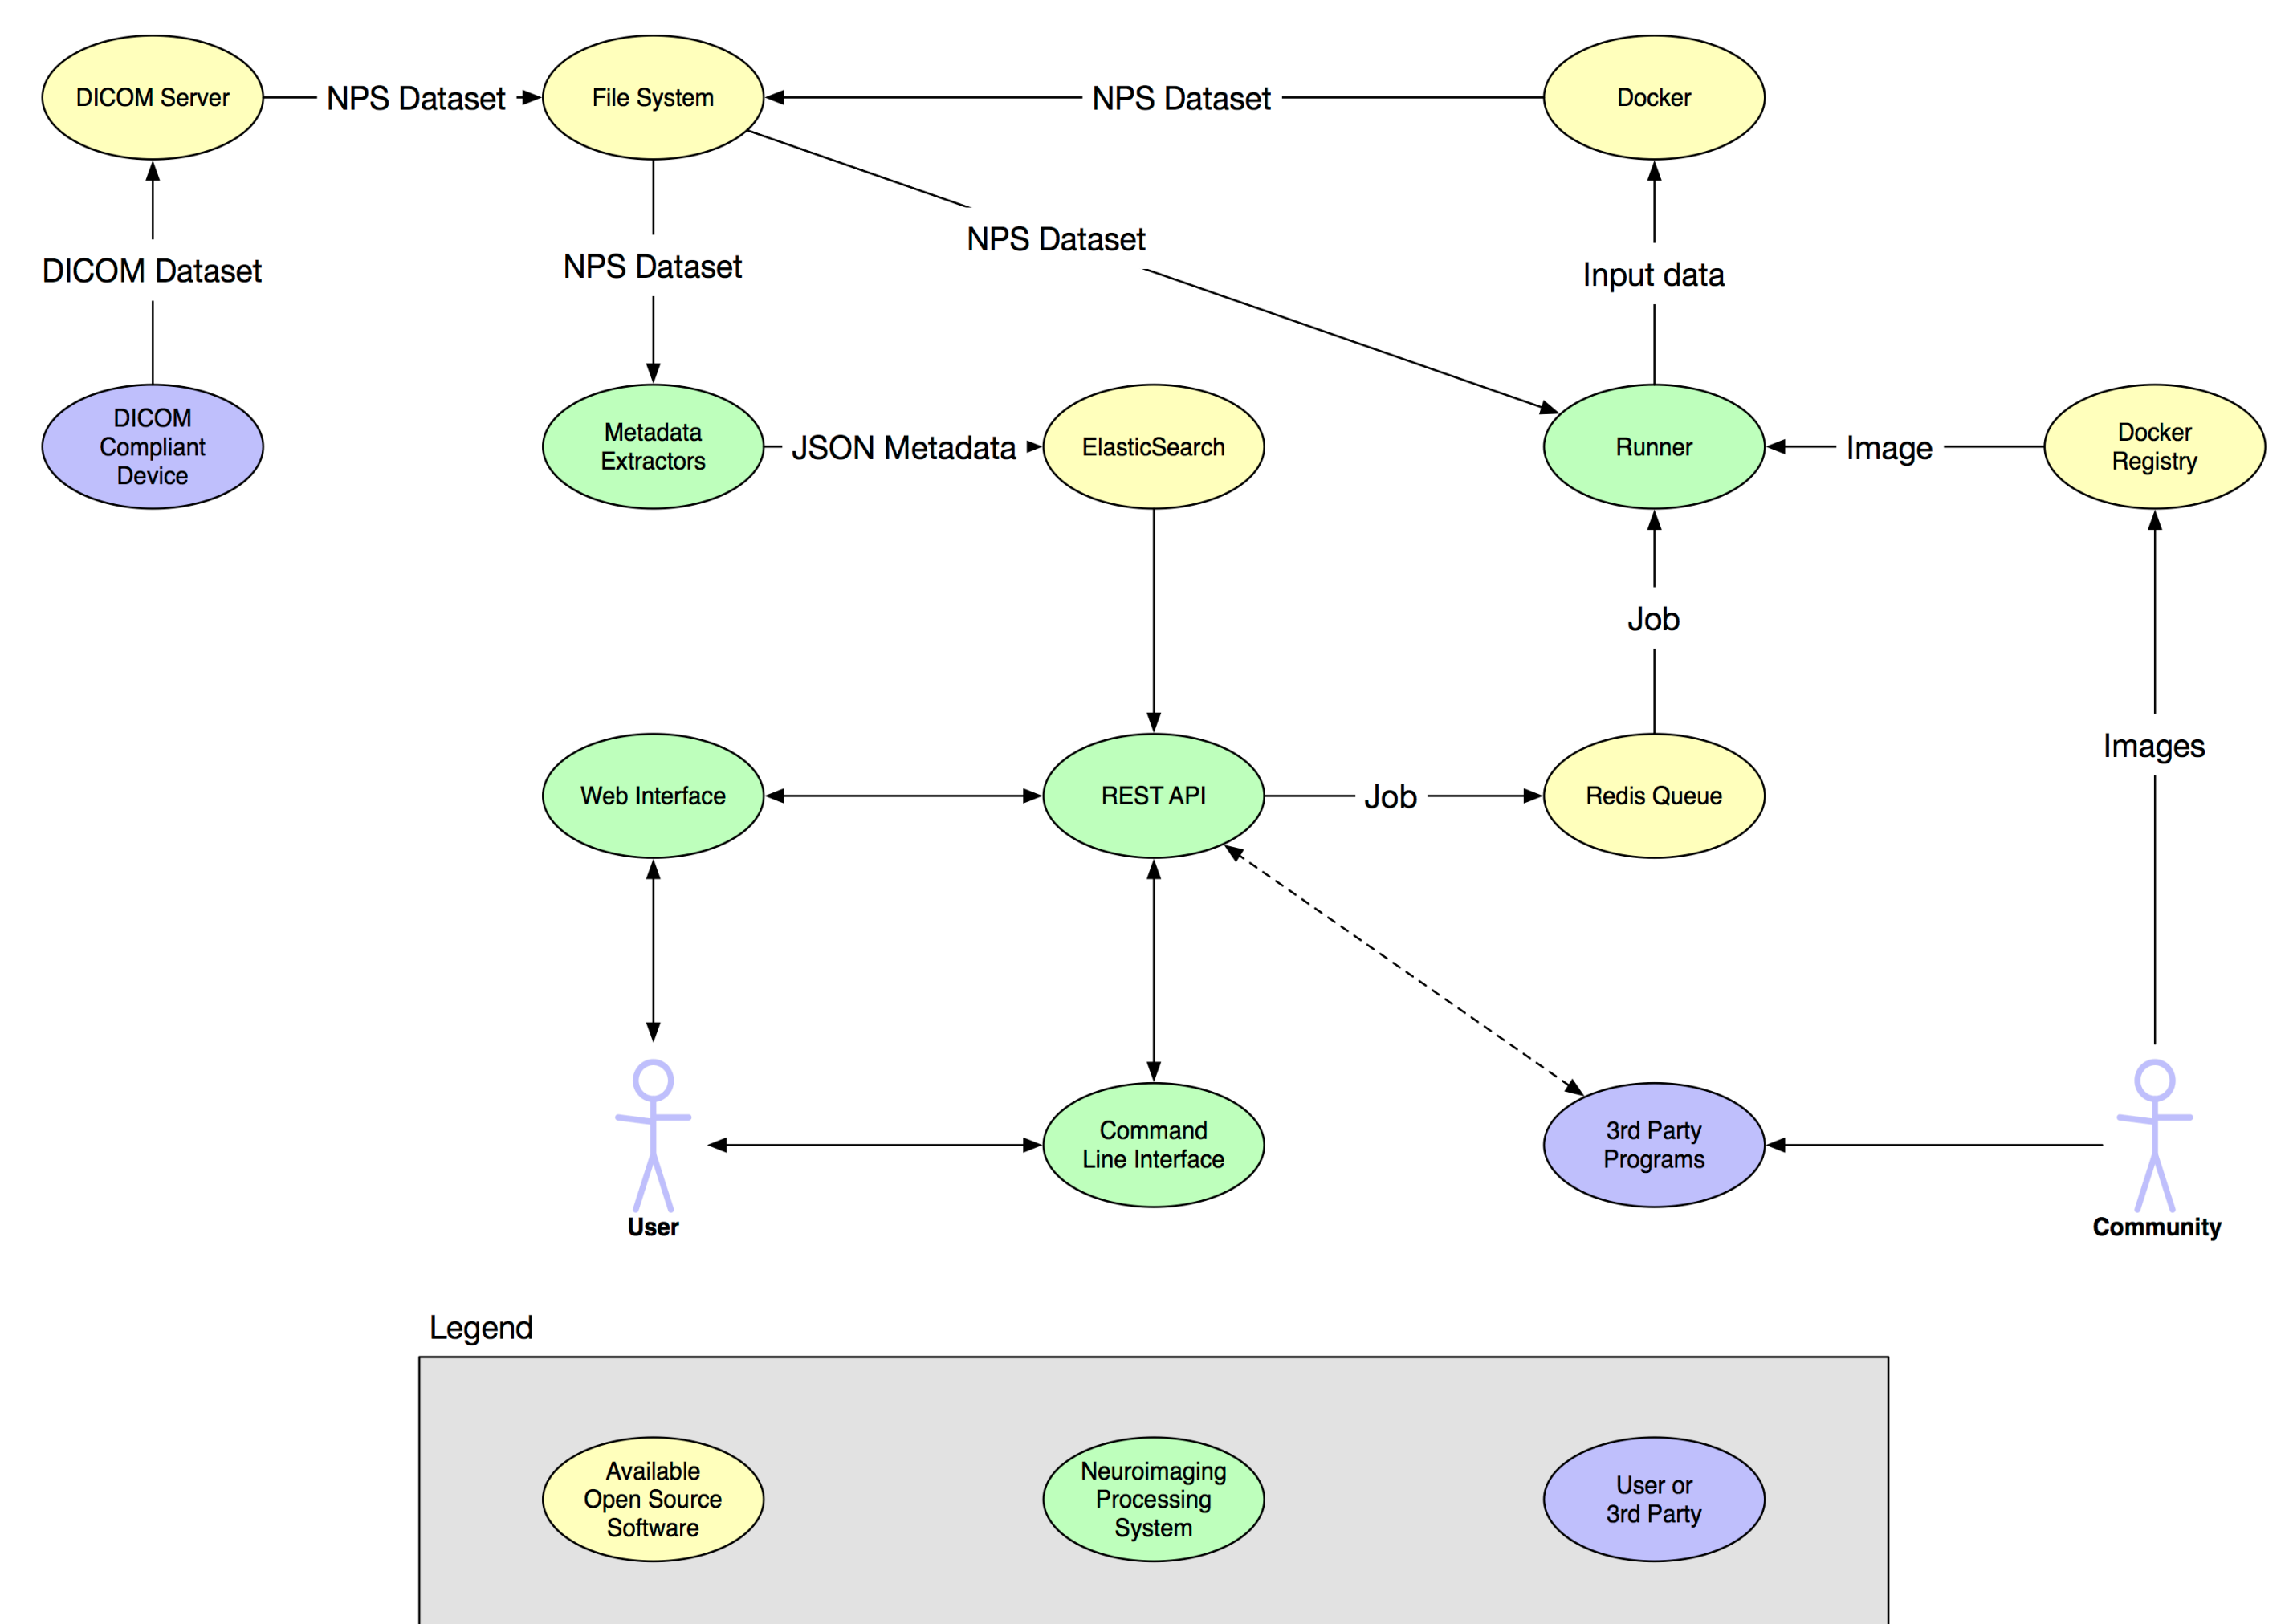 DICOM Server
NPS Dataset
File System
NPS Dataset
Docker
DICOM Dataset
NPS Dataset
NPS Dataset
Input data
DICOM
Compliant
Device
Metadata
Extractors
JSON Metadata
ElasticSearch
Runner
Image
Docker
Registry
Job
Images
Web Interface
REST API
Job
Redis Queue
User
Command
Line Interface
3rd Party
Programs
Community
Legend
Available
Open Source
Software
Neuroimaging
Processing
System
User or
3rd Party